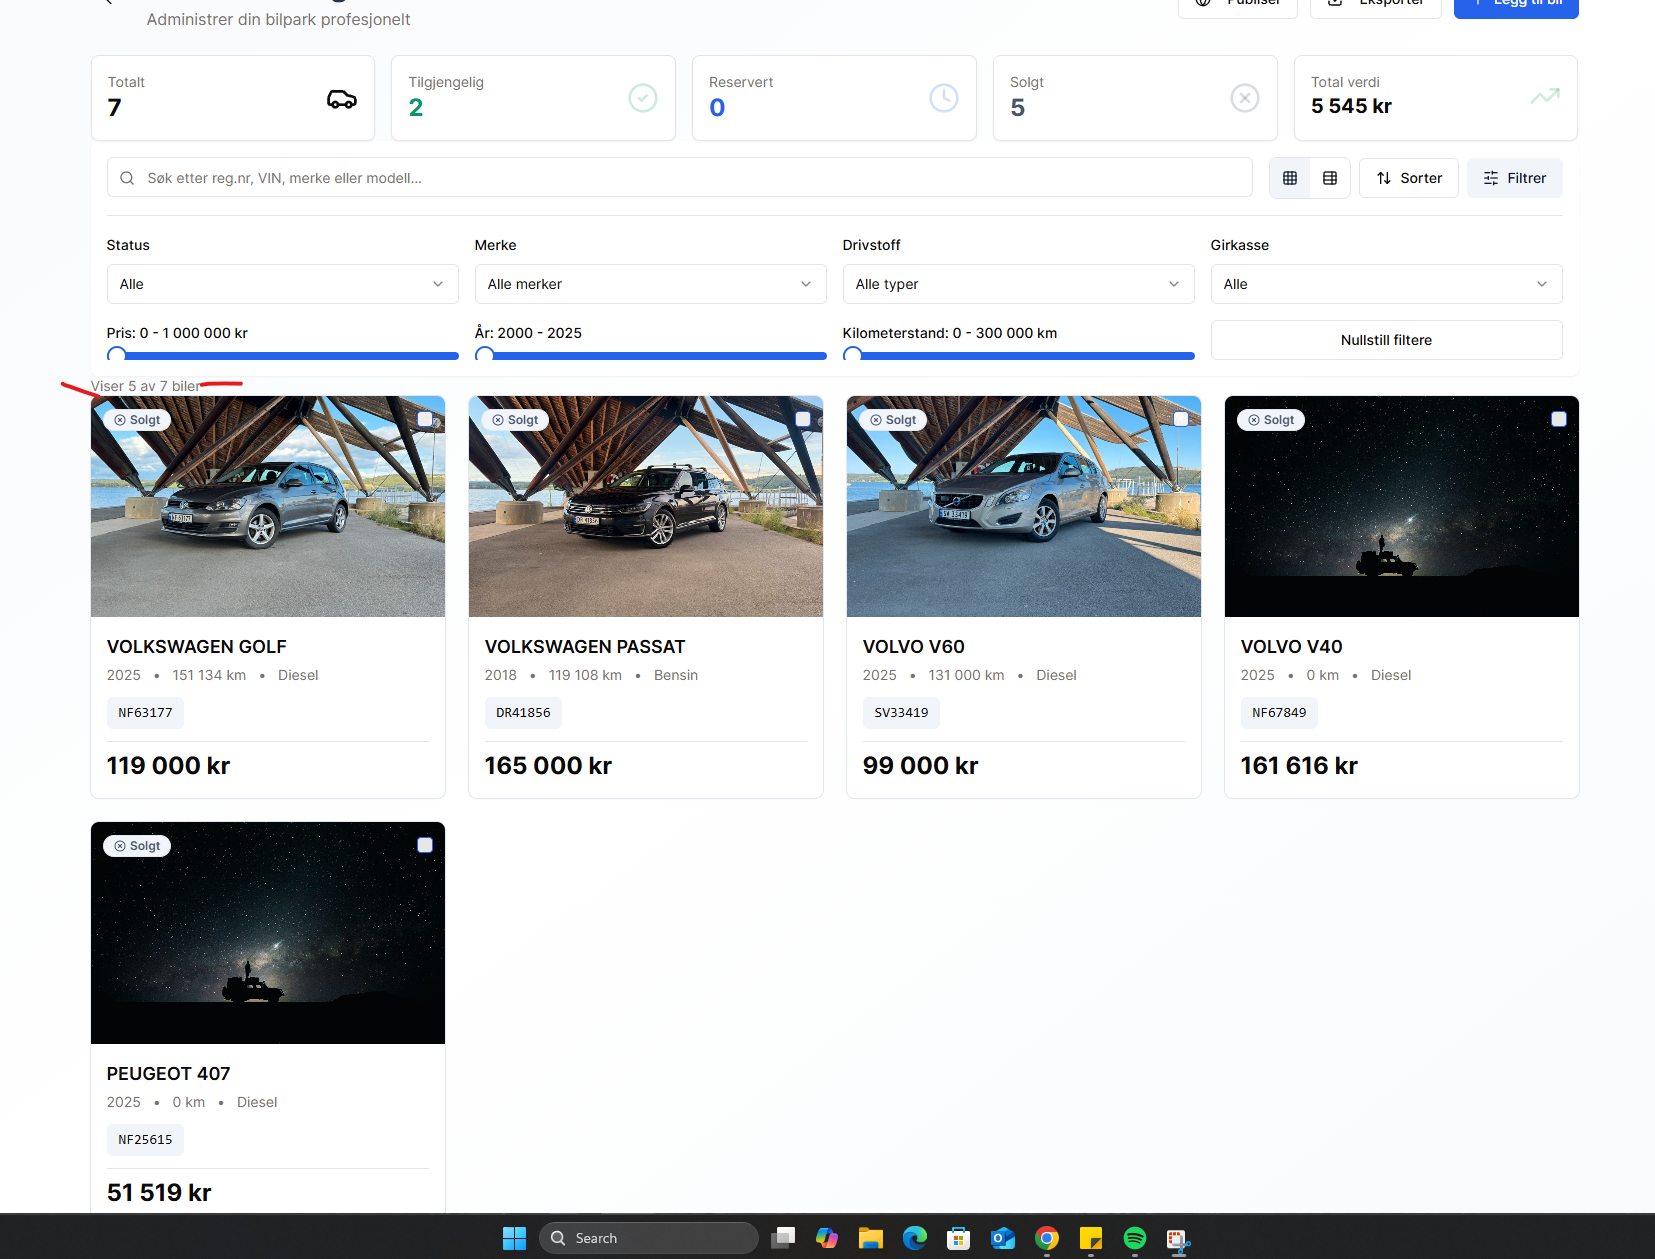 Administrer din bilpark profesjonelt
Publiser
Eksporter
Legg til bil
Totalt
7
Tilgjengelig
2
Reservert
0
Solgt
5
Total verdi
5 545 kr
Søk etter reg.nr, VIN, merke eller modell...
Sorter
Filtrer
Status
Merke
Drivstoff
Girkasse
Alle
Alle merker
Alle typer
Alle
Pris: 0 - 1 000 000 kr
År: 2000 - 2025
Kilometerstand: 0 - 300 000 km
Nullstill filtere
Viser 5 av 7 biler
Solgt
VOLKSWAGEN GOLF
2025 • 151 134 km • Diesel
NF63177
119 000 kr
Solgt
VOLKSWAGEN PASSAT
2018 • 119 108 km • Bensin
DR41856
165 000 kr
Solgt
SV 33419
VOLVO V60
2025 • 131 000 km • Diesel
SV33419
99 000 kr
Solgt
VOLVO V40
2025 • 0 km • Diesel
NF67849
161 616 kr
Solgt
PEUGEOT 407
2025 • 0 km • Diesel
NF25615
51 519 kr
Search